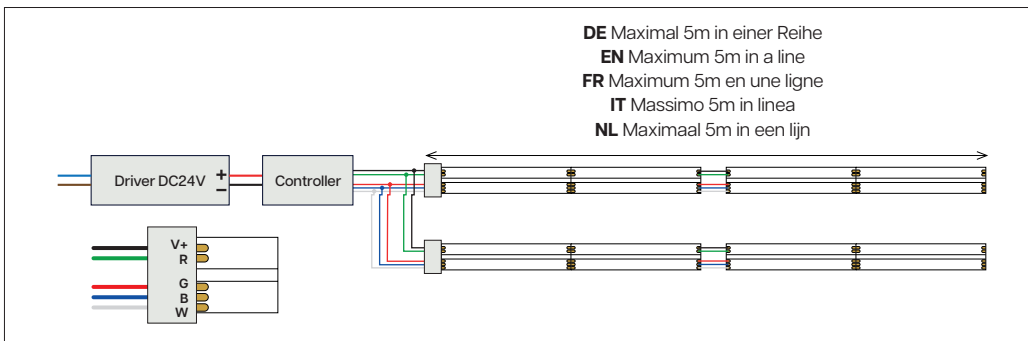 DE Maximal 5m in einer Reihe
EN Maximum 5m in a line
FR Maximum 5m en une ligne
IT Massimo 5m in linea
NL Maximaal 5m in een lijn
Driver DC24V + −
Controller
V+
R
G
B
W